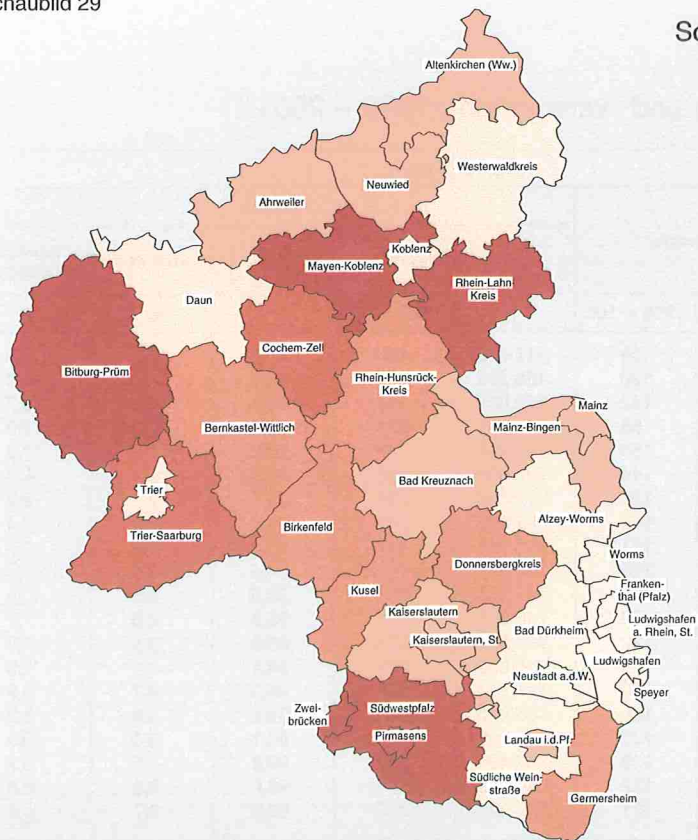 chaubild 29
So
Altenkirchen (Ww.)
Westerwaldkreis
Neuwied
Ahrweiler
Koblenz
Mayen-Koblenz
Rhein-Lahn
Kreis
Daun
Cochem-Zell
Bitburg-Prüm
Rhein-Hunsrück-
Kreis
Mainz
Bernkastel-Wittlich
Mainz-Bingen
Bad Kreuznach
Trier
Alzey-Worms
Birkenfeld
Trier-Saarburg
Worms
Donnersbergkreis
Franken-
thal (Pfalz)
Kusel
Kaiserslautern
Ludwigshafen
a. Rhein, St.
Bad Dürkheim
Kaiserslautern, St.
Ludwigshafen
Neustadt a.d.W.
Speyer
Zwei-
brücken
Südwestpfalz
Pirmasens
Landau i.d.Pf.
Südliche Wein-
straße
Germersheim